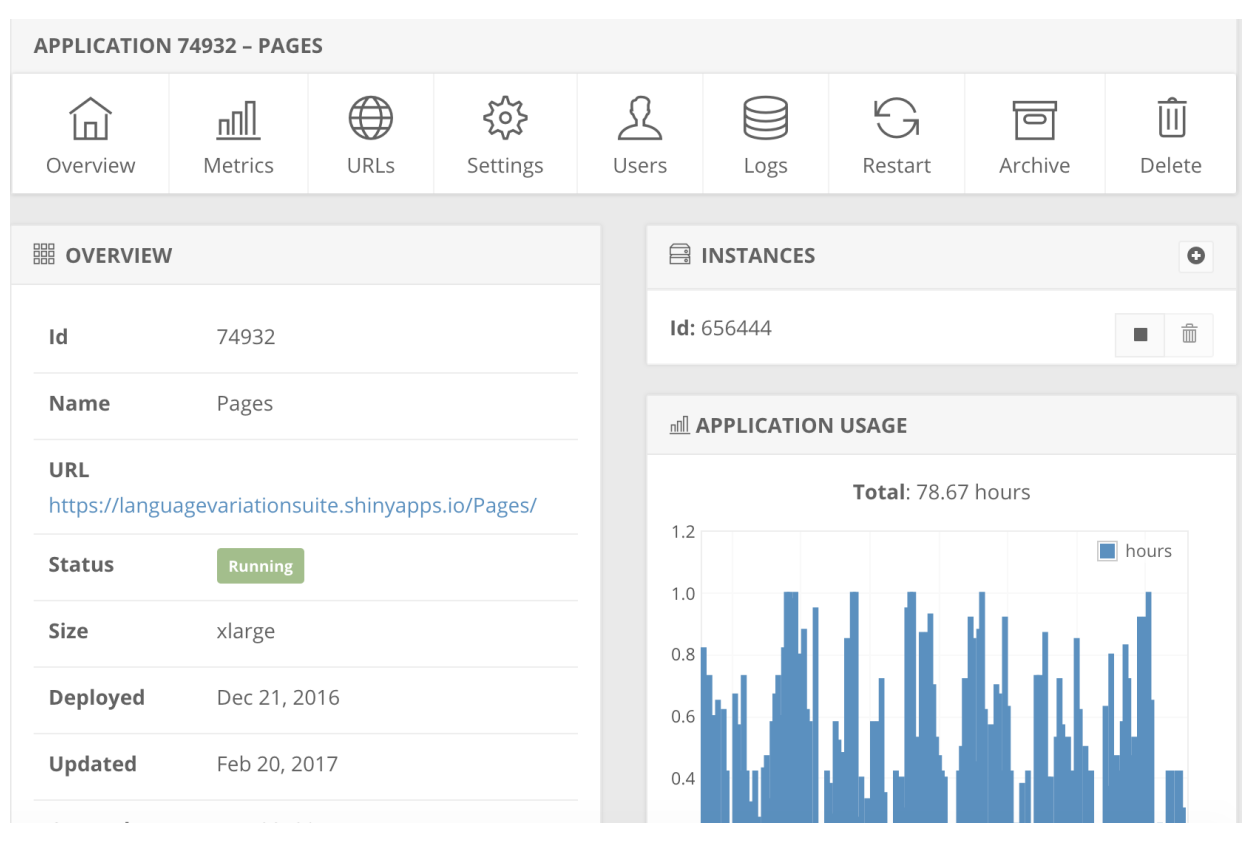 APPLICATION 74932 – PAGES
Overview Metrics URLs Settings Users Logs Restart Archive Delete
OVERVIEW
Id 74932
Name Pages
URL
https://languagevariationsuite.shinyapps.io/Pages/
Status Running
Size xlarge
Deployed Dec 21, 2016
Updated Feb 20, 2017
INSTANCES
Id: 656444
APPLICATION USAGE
Total: 78.67 hours
1.2
hours
1.0
0.8
0.6
0.4